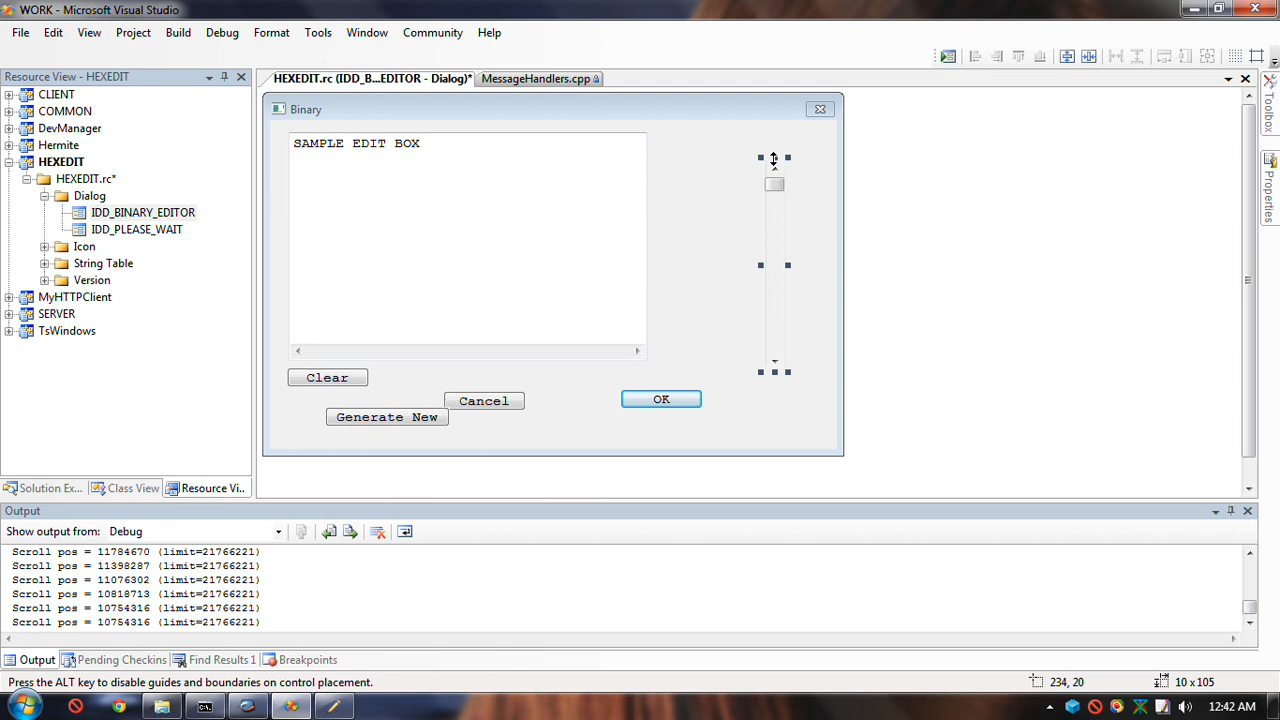 WORK - Microsoft Visual Studio
File Edit View Project Build Debug Format Tools Window Community Help
Resource View - HEXEDIT
CLIENT
COMMON
DevManager
Hermite
HEXEDIT
HEXEDIT.rc*
Dialog
IDD_BINARY_EDITOR
IDD_PLEASE_WAIT
Icon
String Table
Version
MyHTTPClient
SERVER
TsWindows
Solution Ex... Class View Resource Vi..
HEXEDIT.rc (IDD_B...EDITOR - Dialog)* MessageHandlers.cpp
Binary
SAMPLE EDIT BOX
Clear
Cancel
Generate New
OK
Toolbox
Properties
Output
Show output from: Debug
Scroll pos = 11784670 (limit=21766221)
Scroll pos = 11398287 (limit=21766221)
Scroll pos = 11076302 (limit=21766221)
Scroll pos = 10818713 (limit=21766221)
Scroll pos = 10754316 (limit=21766221)
Scroll pos = 10754316 (limit=21766221)
Output Pending Checkins Find Results 1 Breakpoints
Press the ALT key to disable guides and boundaries on control placement. 234, 20 10 x 105
12:42 AM